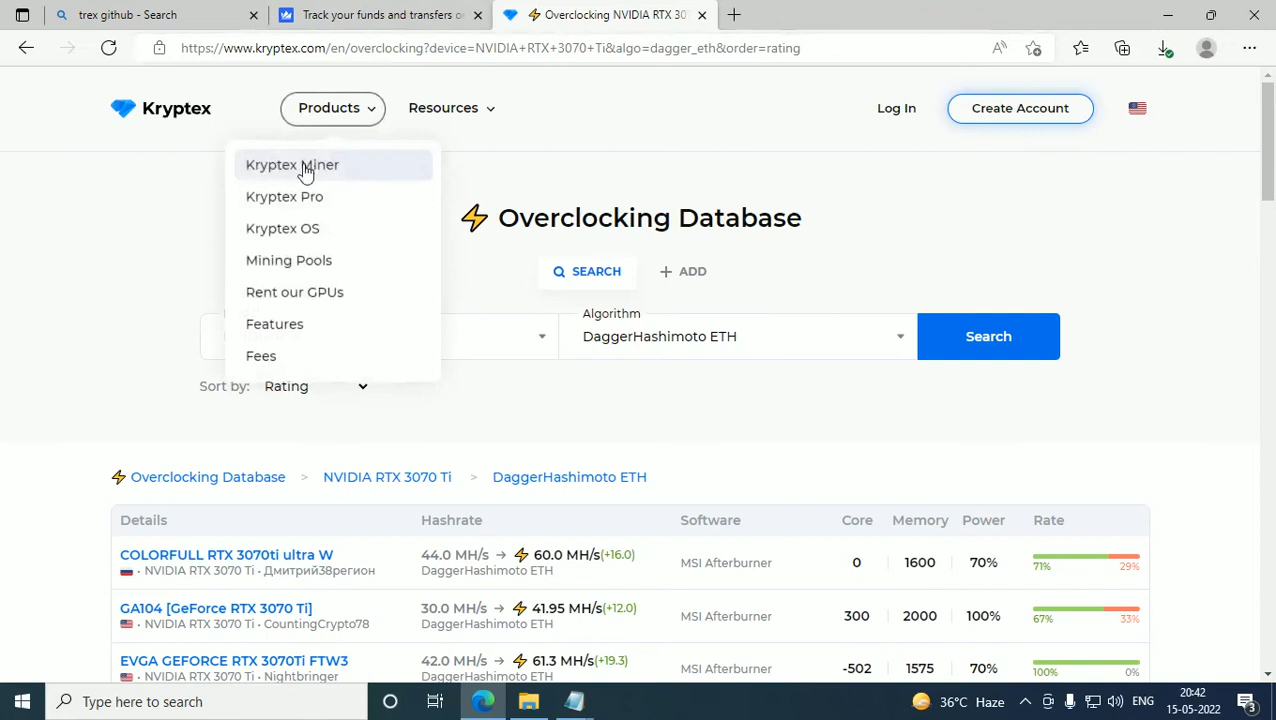 trex github - Search
Track your funds and transfers o
Overclocking NVIDIA RTX 30
https://www.kryptex.com/en/overclocking?device=NVIDIA+RTX+3070+Ti&algo=dagger_eth&order=rating
Kryptex
Products
Resources
Log In
Create Account
Kryptex Miner
Kryptex Pro
Kryptex OS
Mining Pools
Rent our GPUs
Features
Fees
Overclocking Database
SEARCH
ADD
Algorithm
DaggerHashimoto ETH
Search
Sort by: Rating
Overclocking Database > NVIDIA RTX 3070 Ti > DaggerHashimoto ETH
Details Hashrate Software Core Memory Power Rate
COLORFULL RTX 3070ti ultra W 44.0 MH/s → 60.0 MH/s(+16.0) MSI Afterburner 0 1600 70% 71% 29%
• NVIDIA RTX 3070 Ti • Дмитрий38регион DaggerHashimoto ETH
GA104 [GeForce RTX 3070 Ti] 30.0 MH/s → 41.95 MH/s(+12.0) MSI Afterburner 300 2000 100% 67% 33%
• NVIDIA RTX 3070 Ti • CountingCrypto78 DaggerHashimoto ETH
EVGA GEFORCE RTX 3070Ti FTW3 42.0 MH/s → 61.3 MH/s(+19.3) MSI Afterburner -502 1575 70% 100% 0%
• NVIDIA RTX 3070 Ti • Nightbringer DaggerHashimoto ETH
Type here to search
36°C Haze
ENG
20:42
15-05-2022
3